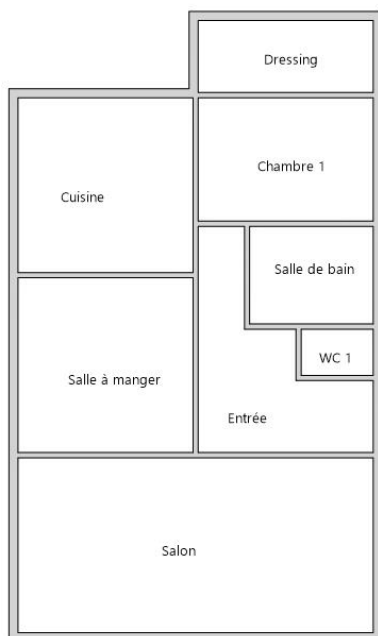 Dressing
Chambre 1
Cuisine
Salle de bain
WC 1
Salle à manger
Entrée
Salon